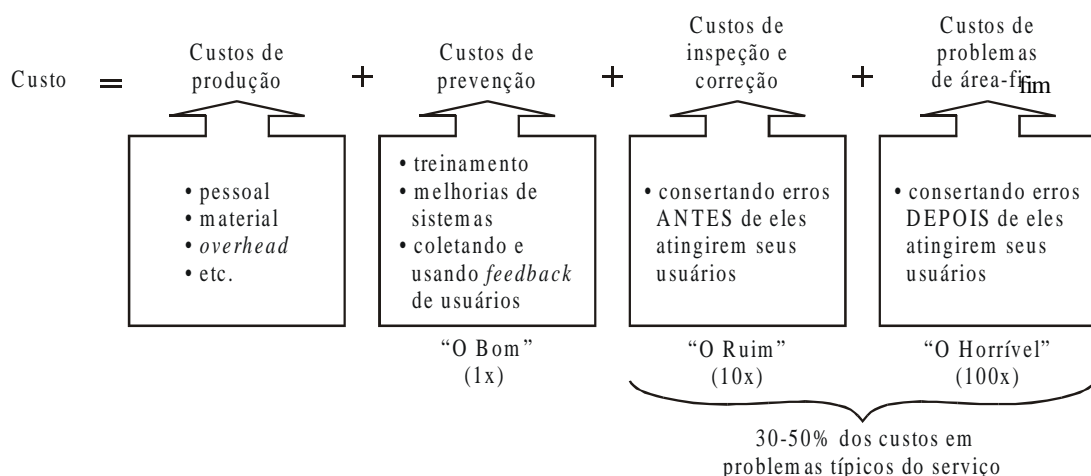 Custo
=
Custos de
produção
+
Custos de
prevenção
+
Custos de
inspeção e
correção
+
Custos de
problemas
de área-fi fim
• pessoal
• material
• overhead
• etc.
• treinamento
• melhorias de
sistemas
• coletando e
usando feedback
de usuários
• consertando erros
ANTES de eles
atingirem seus
usuários
• consertando erros
DEPOIS de eles
atingirem seus
usuários
“O Bom”
(1x)
“O Ruim”
(10x)
“O Horrível”
(100x)
30-50% dos custos em
problemas típicos do serviço